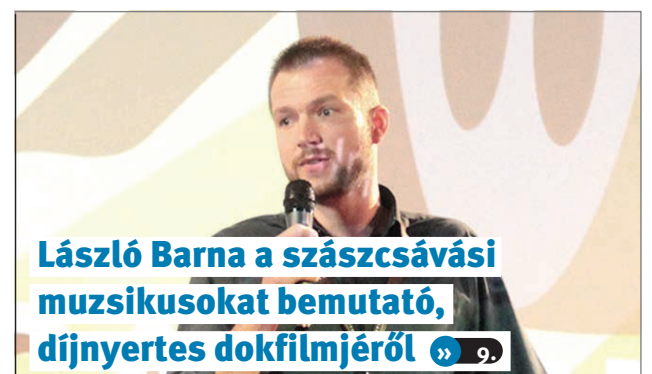 László Barna a szászcsávási
muzsikusokat bemutató,
díjnyertes dokfilmjéről » 9.